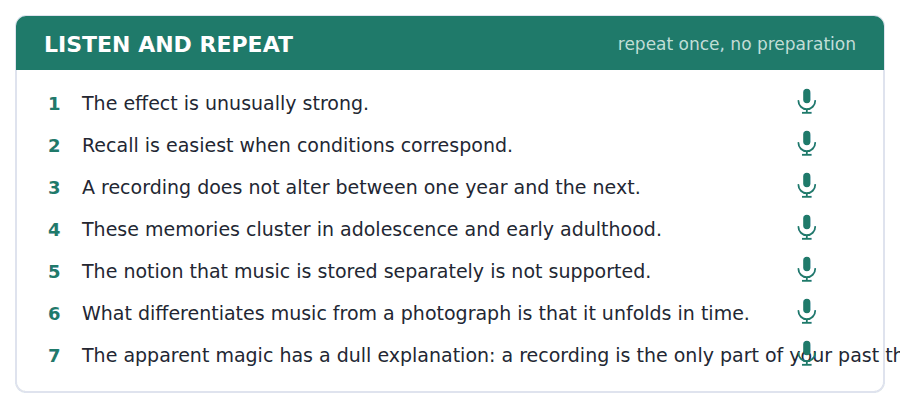 LISTEN AND REPEAT repeat once, no preparation
1 The effect is unusually strong.
2 Recall is easiest when conditions correspond.
3 A recording does not alter between one year and the next.
4 These memories cluster in adolescence and early adulthood.
5 The notion that music is stored separately is not supported.
6 What differentiates music from a photograph is that it unfolds in time.
7 The apparent magic has a dull explanation: a recording is the only part of your past